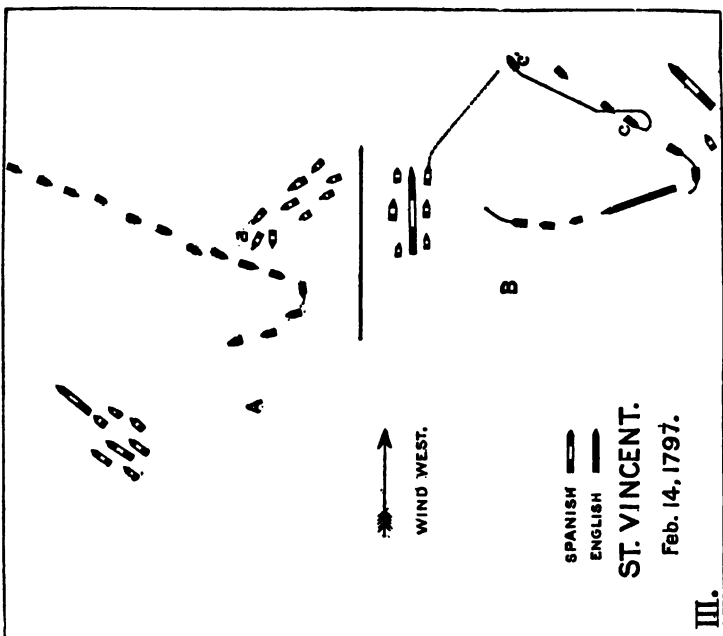 A
B
C
C'
a
WIND WEST.
SPANISH
ENGLISH
ST. VINCENT.
Feb. 14, 1797.
III.